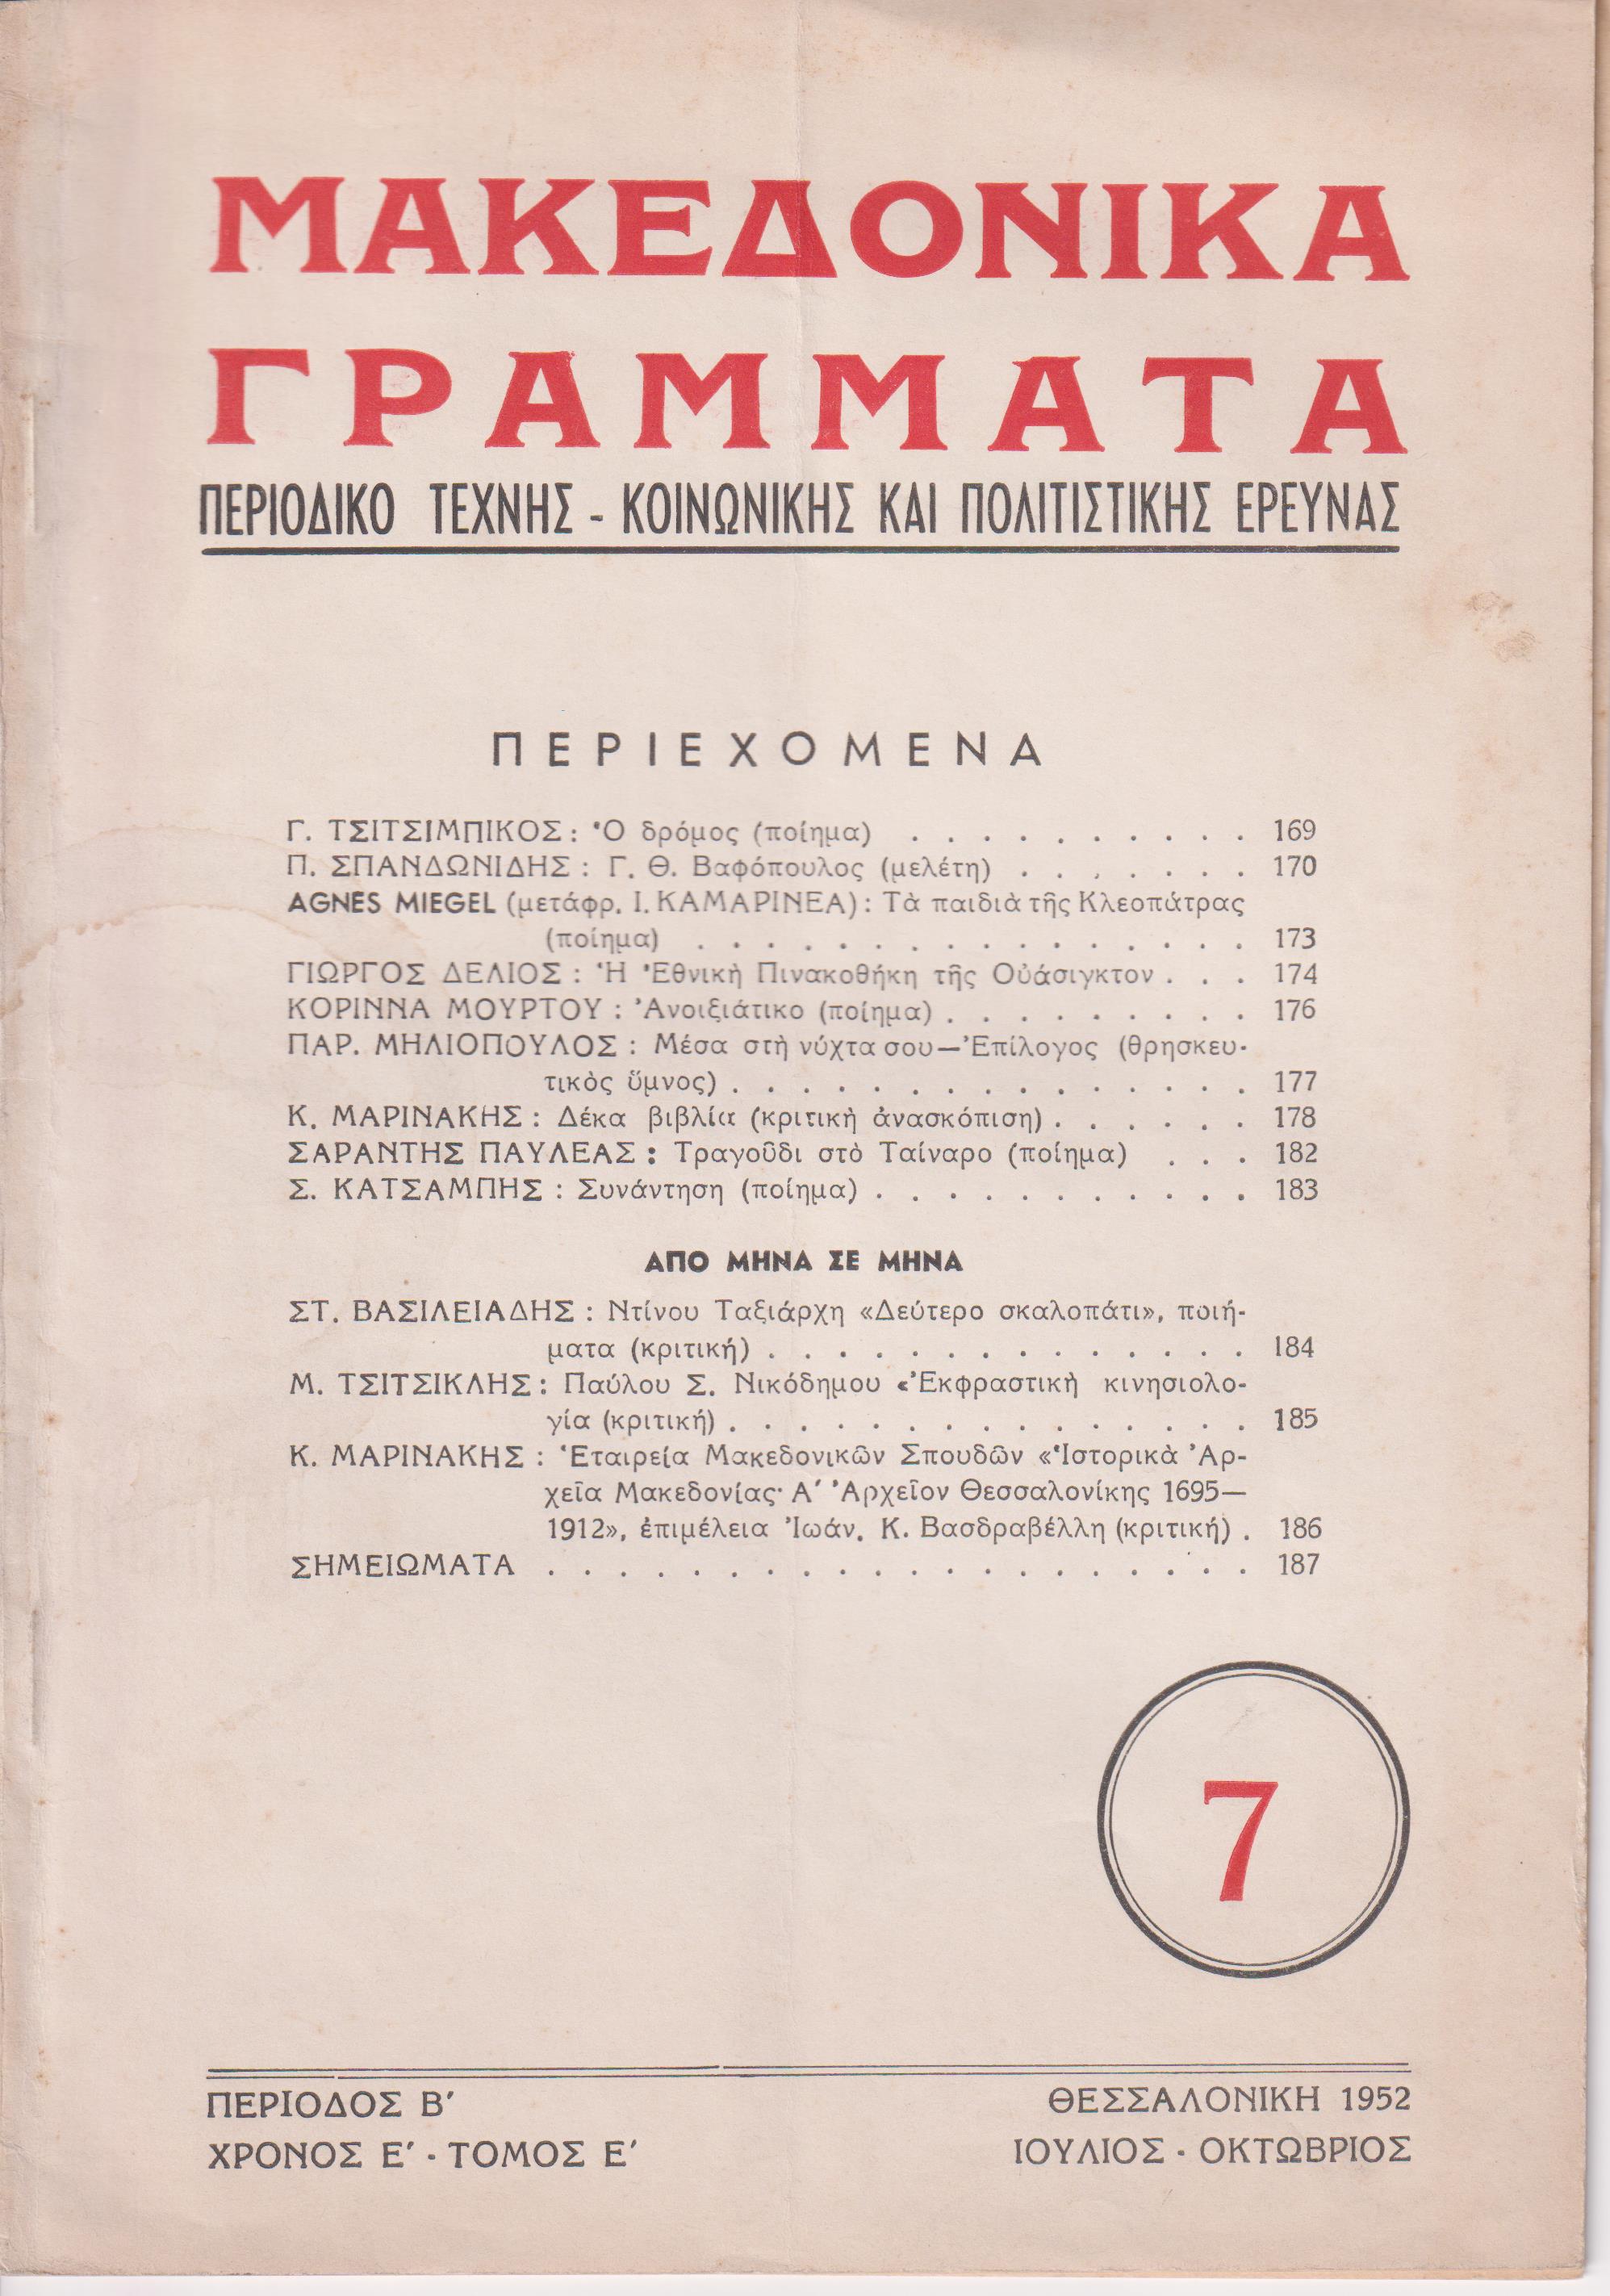 ΜΑΚΕΔΟΝΙΚΑ
ΓΡΑΜΜΑΤΑ
ΠΕΡΙΟΔΙΚΟ ΤΕΧΝΗΣ - ΚΟΙΝΩΝΙΚΗΣ ΚΑΙ ΠΟΛΙΤΙΣΤΙΚΗΣ ΕΡΕΥΝΑΣ
ΠΕΡΙΕΧΟΜΕΝΑ
Γ. ΤΣΙΤΣΙΜΠΙΚΟΣ : Ὁ δρόμος (ποίημα) . . . . . . . . . . 169
Π. ΣΠΑΝΔΩΝΙΔΗΣ : Γ. Θ. Βαφόπουλος (μελέτη) . . . . . . . 170
AGNES MIEGEL (μετάφρ. Ι. ΚΑΜΑΡΙΝΕΑ) : Τὰ παιδιὰ τῆς Κλεοπάτρας
(ποίημα) . . . . . . . . . . . . . . . . 173
ΓΙΩΡΓΟΣ ΔΕΛΙΟΣ : Ἡ Ἐθνικὴ Πινακοθήκη τῆς Οὐάσιγκτον . . . 174
ΚΟΡΙΝΝΑ ΜΟΥΡΤΟΥ : Ἀνοιξιάτικο (ποίημα) . . . . . . . . . 176
ΠΑΡ. ΜΗΛΙΟΠΟΥΛΟΣ : Μέσα στὴ νύχτα σου—Ἐπίλογος (θρησκευ-
τικὸς ὕμνος) . . . . . . . . . . . . . . . 177
Κ. ΜΑΡΙΝΑΚΗΣ : Δέκα βιβλία (κριτικὴ ἀνασκόπιση) . . . . . . 178
ΣΑΡΑΝΤΗΣ ΠΑΥΛΕΑΣ : Τραγοῦδι στὸ Ταίναρο (ποίημα) . . . 182
Σ. ΚΑΤΣΑΜΠΗΣ : Συνάντηση (ποίημα) . . . . . . . . . . . 183
ΑΠΟ ΜΗΝΑ ΣΕ ΜΗΝΑ
ΣΤ. ΒΑΣΙΛΕΙΑΔΗΣ : Ντίνου Ταξιάρχη «Δεύτερο σκαλοπάτι», ποιή-
ματα (κριτική) . . . . . . . . . . . . . . 184
Μ. ΤΣΙΤΣΙΚΛΗΣ : Παύλου Σ. Νικόδημου «Ἐκφραστικὴ κινησιολο-
γία (κριτική) . . . . . . . . . . . . . . . 185
Κ. ΜΑΡΙΝΑΚΗΣ : Ἑταιρεία Μακεδονικῶν Σπουδῶν «Ἱστορικὰ Ἀρ-
χεῖα Μακεδονίας· Α΄ Ἀρχεῖον Θεσσαλονίκης 1695—
1912», ἐπιμέλεια Ἰωάν. Κ. Βασδραβέλλη (κριτική) . 186
ΣΗΜΕΙΩΜΑΤΑ . . . . . . . . . . . . . . . . . . . . 187
7
ΠΕΡΙΟΔΟΣ Β΄
ΧΡΟΝΟΣ Ε΄ - ΤΟΜΟΣ Ε΄
ΘΕΣΣΑΛΟΝΙΚΗ 1952
ΙΟΥΛΙΟΣ - ΟΚΤΩΒΡΙΟΣ